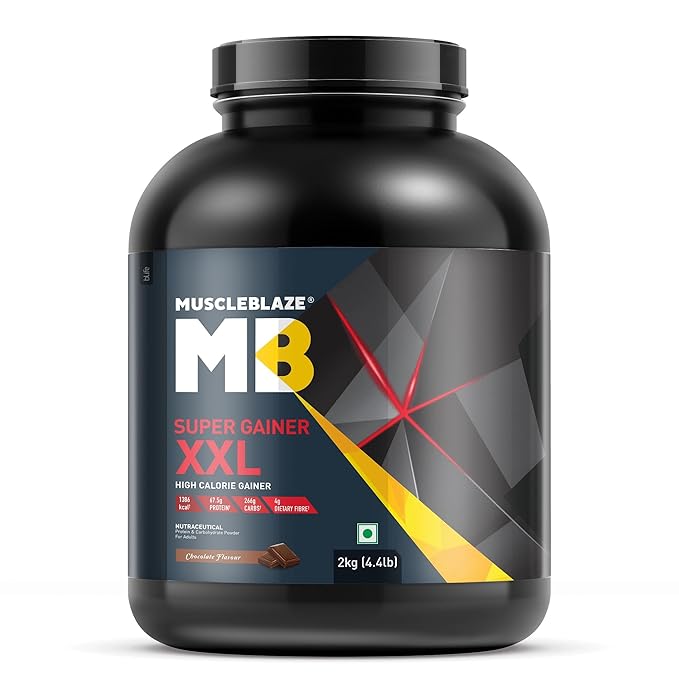 bLife
MUSCLEBLAZE®
MB
SUPER GAINER
XXL
HIGH CALORIE GAINER
1386 kcal 67.5g PROTEIN 266g CARBS 4g DIETARY FIBRE
NUTRACEUTICAL
Protein & Carbohydrate Powder
For Adults
Chocolate Flavour
2kg (4.4lb)